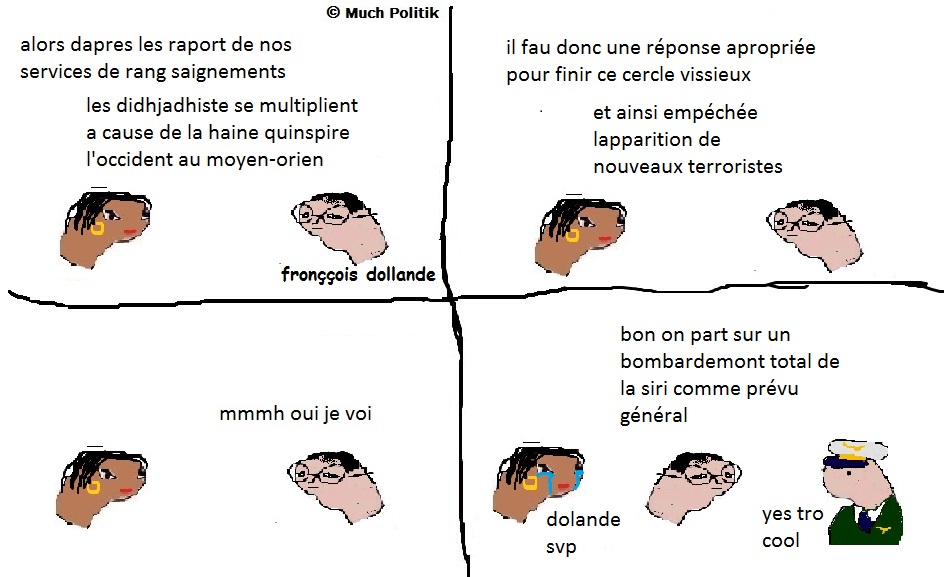 © Much Politik
alors dapres les raport de nos
services de rang saignements
les didhjadhiste se multiplient
a cause de la haine quinspire
l'occident au moyen-orien
fronççois dollande
il fau donc une réponse apropriée
pour finir ce cercle vissieux
et ainsi empéchée
lapparition de
nouveaux terroristes
mmmh oui je voi
bon on part sur un
bombardemont total de
la siri comme prévu
général
dolande
svp
yes tro
cool